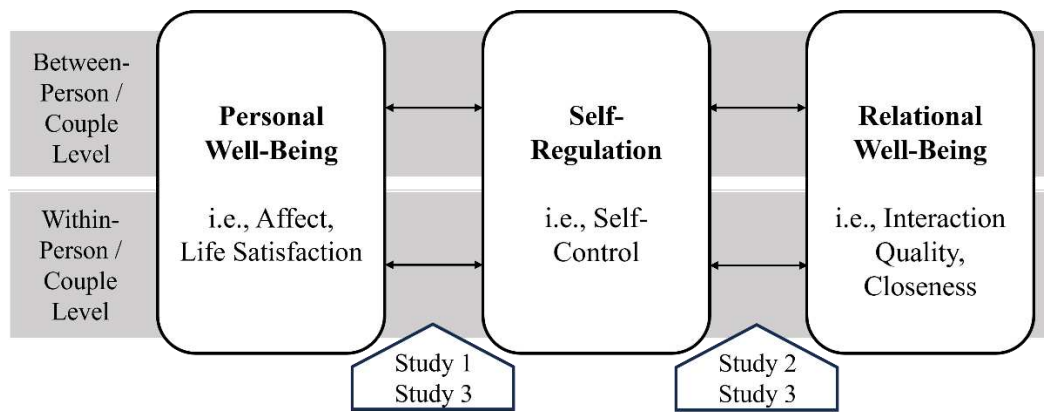 Between-
Person /
Couple
Level
Personal
Well-Being
i.e., Affect,
Life Satisfaction
Self-
Regulation
i.e., Self-
Control
Relational
Well-Being
i.e., Interaction
Quality,
Closeness
Within-
Person /
Couple
Level
Study 1
Study 3
Study 2
Study 3